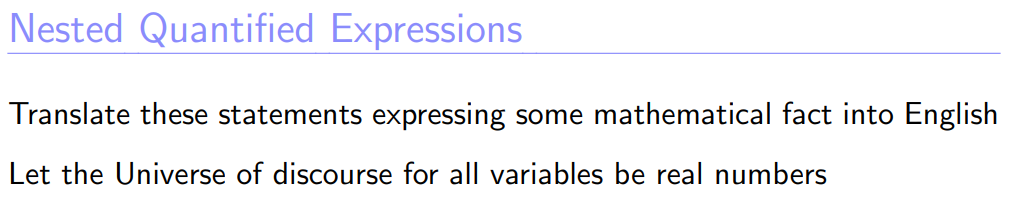 Nested Quantified Expressions
Translate these statements expressing some mathematical fact into English
Let the Universe of discourse for all variables be real numbers